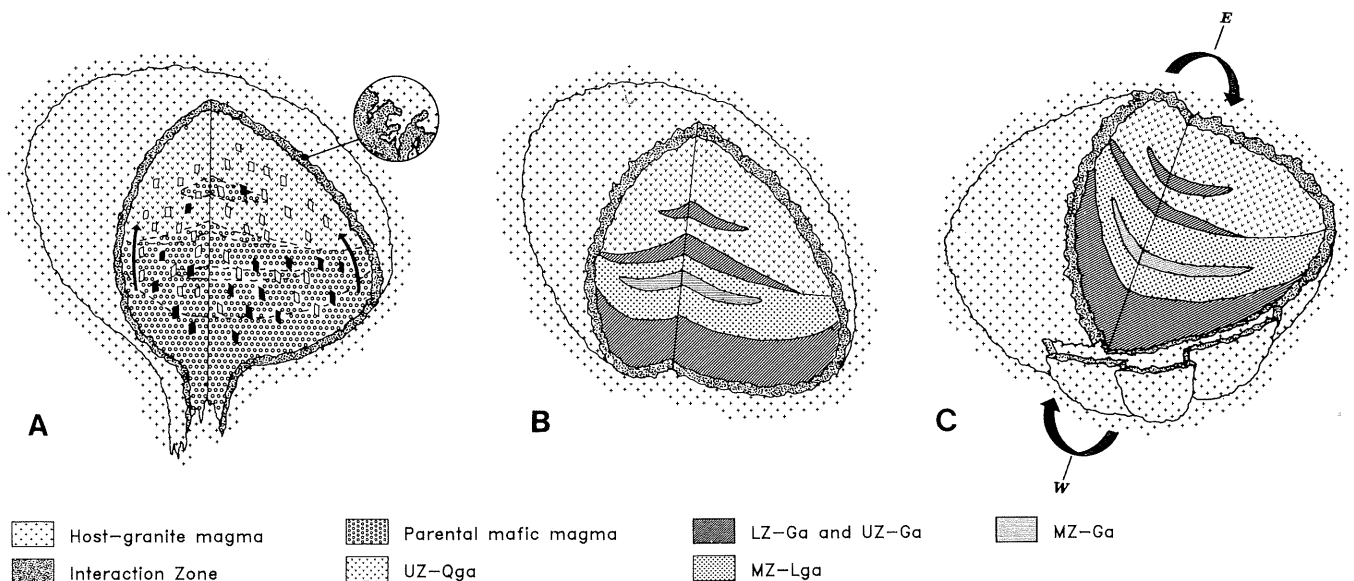 E
A
B
C
W
Host-granite magma
Parental mafic magma
LZ-Ga and UZ-Ga
MZ-Ga
Interaction Zone
UZ-Qga
MZ-Lga